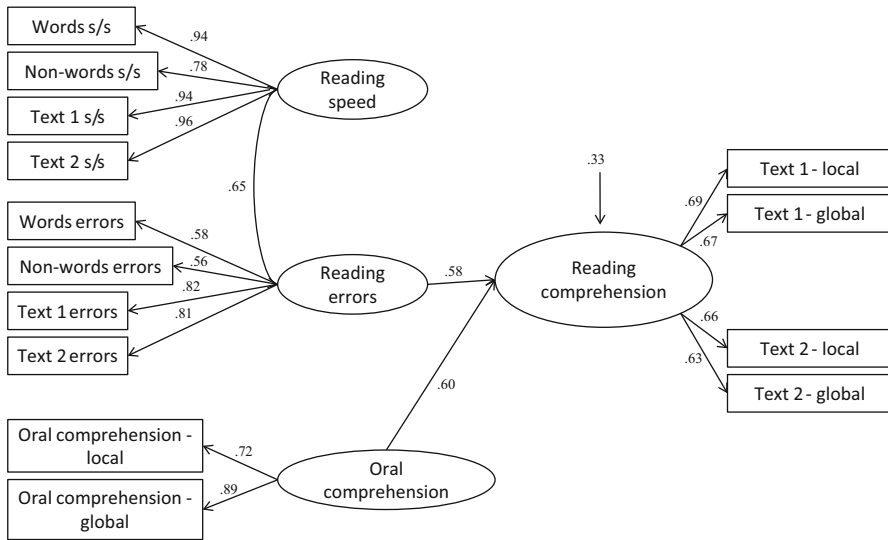 Words s/s
Non-words s/s
Text 1 s/s
Text 2 s/s
.94
.78
.94
.96
Reading
speed
.65
Words errors
Non-words errors
Text 1 errors
Text 2 errors
.58
.56
.82
.81
Reading
errors
.58
.33
Reading
comprehension
.69
.67
.66
.63
Text 1 - local
Text 1 - global
Text 2 - local
Text 2 - global
.60
Oral comprehension -
local
Oral comprehension -
global
.72
.89
Oral
comprehension